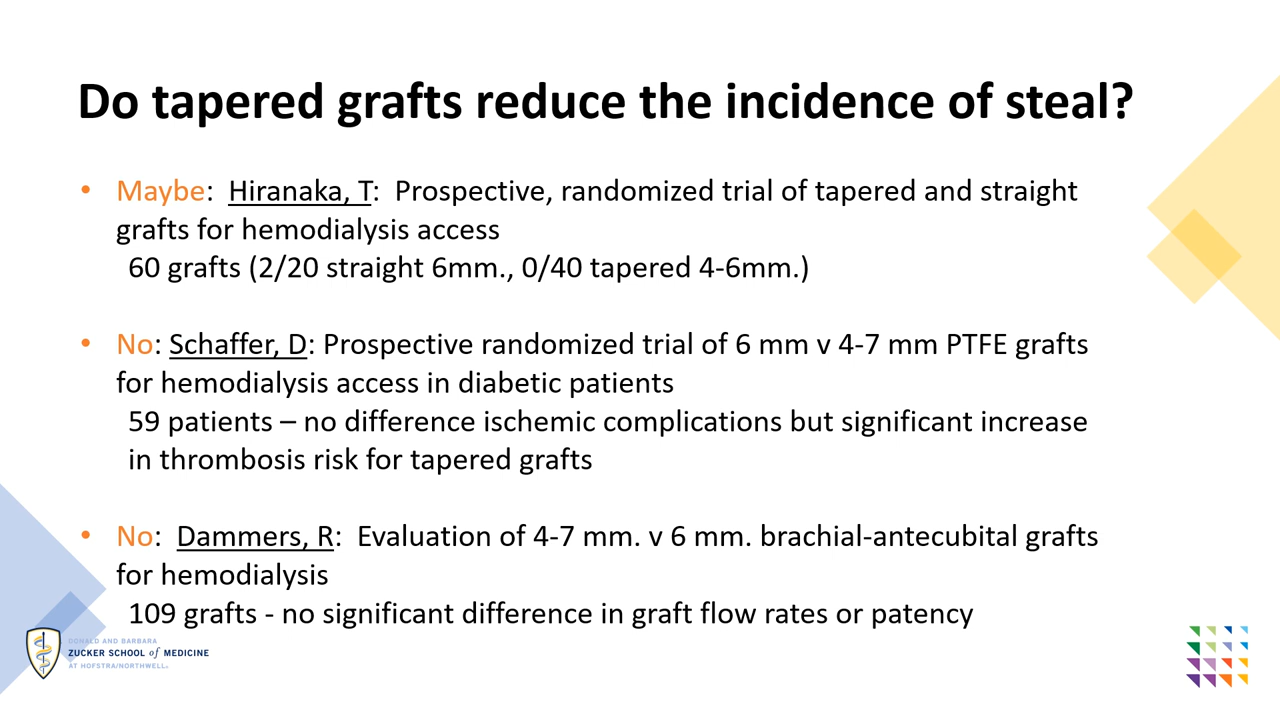 Do tapered grafts reduce the incidence of steal?
• Maybe: Hiranaka, T: Prospective, randomized trial of tapered and straight
grafts for hemodialysis access
60 grafts (2/20 straight 6mm., 0/40 tapered 4-6mm.)
• No: Schaffer, D: Prospective randomized trial of 6 mm v 4-7 mm PTFE grafts
for hemodialysis access in diabetic patients
59 patients – no difference ischemic complications but significant increase
in thrombosis risk for tapered grafts
• No: Dammers, R: Evaluation of 4-7 mm. v 6 mm. brachial-antecubital grafts
for hemodialysis
109 grafts - no significant difference in graft flow rates or patency
DONALD AND BARBARA
ZUCKER SCHOOL of MEDICINE
AT HOFSTRA/NORTHWELL